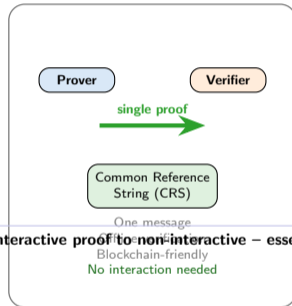 Prover
Verifier
single proof
Common Reference
String (CRS)
One message
nteractive proof to non-interactive – esse
Blockchain-friendly
No interaction needed